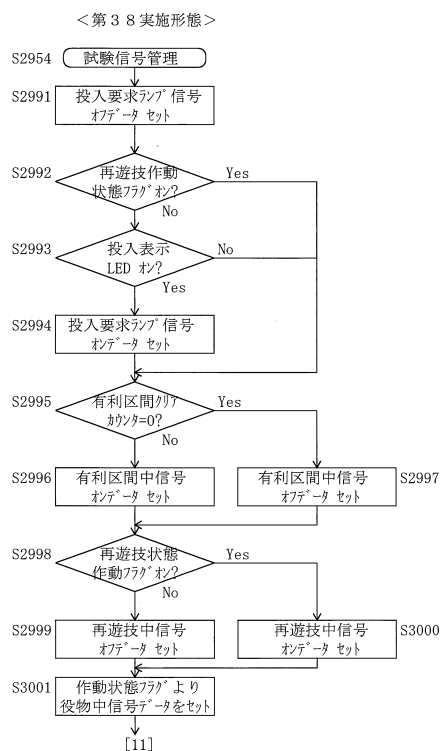 ＜第３８実施形態＞
S2954 試験信号管理
S2991 投入要求ﾗﾝﾌﾟ信号
ｵﾌﾃﾞｰﾀ ｾｯﾄ
S2992 再遊技作動
状態ﾌﾗｸﾞｵﾝ?
Yes
No
S2993 投入表示
LED ｵﾝ?
No
Yes
S2994 投入要求ﾗﾝﾌﾟ信号
ｵﾝﾃﾞｰﾀ ｾｯﾄ
S2995 有利区間ｸﾘｱ
ｶｳﾝﾀ=0?
Yes
No
S2996 有利区間中信号
ｵﾝﾃﾞｰﾀ ｾｯﾄ
有利区間中信号 S2997
ｵﾌﾃﾞｰﾀ ｾｯﾄ
S2998 再遊技状態
作動ﾌﾗｸﾞｵﾝ?
Yes
No
S2999 再遊技中信号
ｵﾌﾃﾞｰﾀ ｾｯﾄ
再遊技中信号 S3000
ｵﾝﾃﾞｰﾀ ｾｯﾄ
S3001 作動状態ﾌﾗｸﾞより
役物中信号ﾃﾞｰﾀをｾｯﾄ
[11]